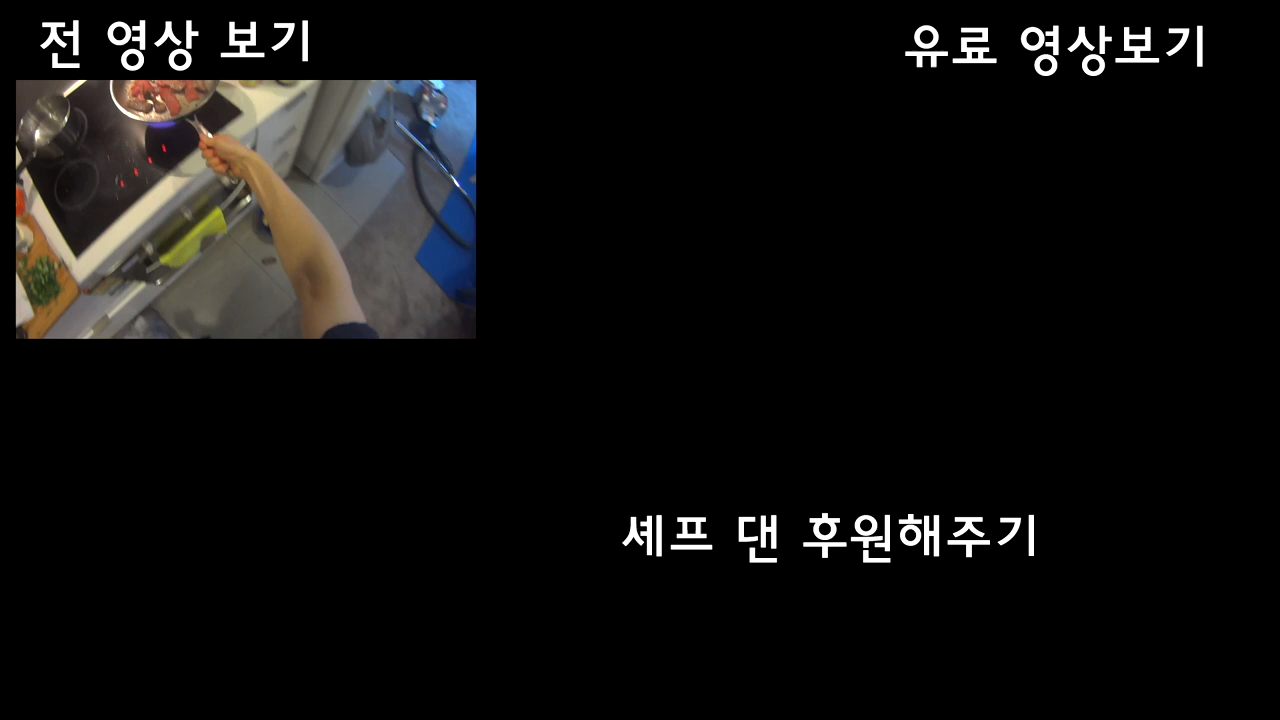 전 영상 보기
유료 영상보기
셰프 댄 후원해주기